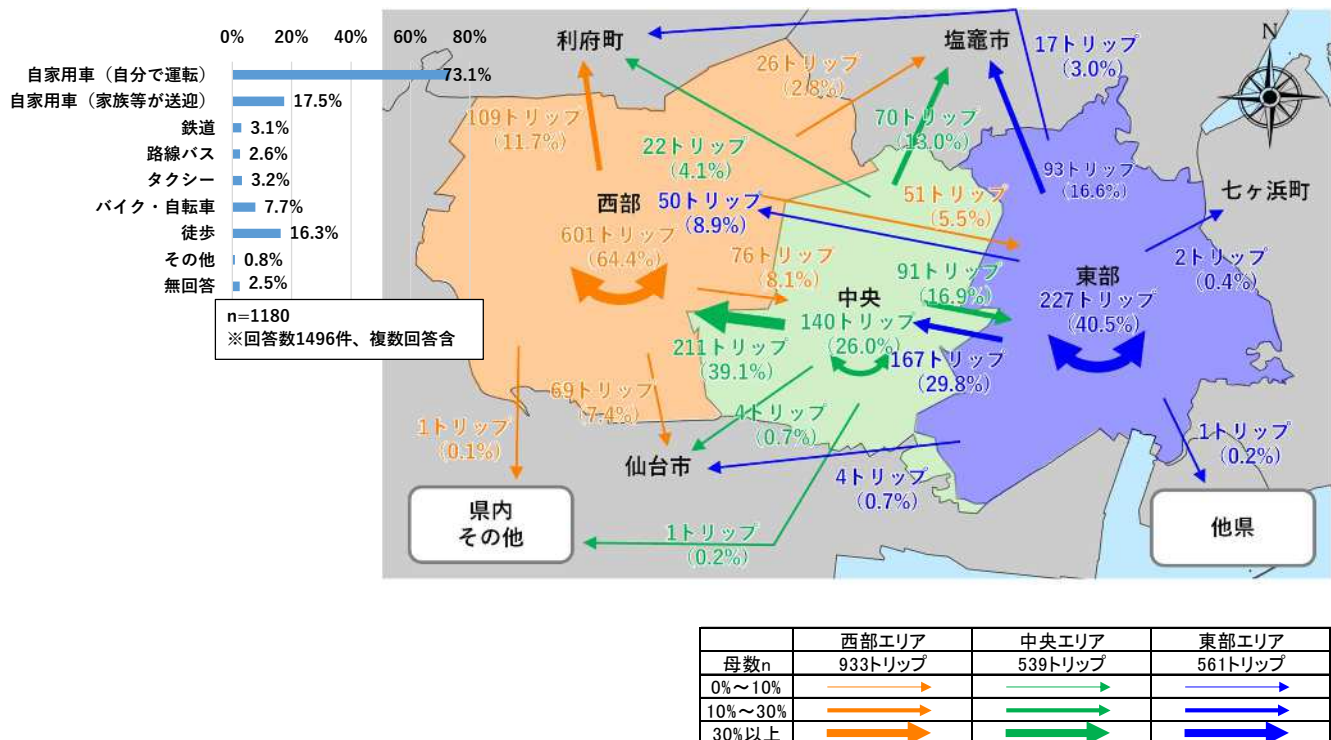 0% 20% 40% 60% 80%
自家用車（自分で運転） 73.1%
自家用車（家族等が送迎） 17.5%
鉄道 3.1%
路線バス 2.6%
タクシー 3.2%
バイク・自転車 7.7%
徒歩 16.3%
その他 0.8%
無回答 2.5%
n=1180
※回答数1496件、複数回答含
利府町
塩竈市
17トリップ
(3.0%)
N
26トリップ
(2.8%)
109トリップ
(11.7%)
70トリップ
(13.0%)
22トリップ
(4.1%)
93トリップ
(16.6%)
七ヶ浜町
西部
50トリップ
(8.9%)
51トリップ
(5.5%)
601トリップ
(64.4%)
76トリップ
(8.1%)
91トリップ
(16.9%)
東部
2トリップ
(0.4%)
中央
227トリップ
(40.5%)
140トリップ
(26.0%)
211トリップ
(39.1%)
167トリップ
(29.8%)
69トリップ
(7.4%)
4トリップ
(0.7%)
1トリップ
(0.1%)
1トリップ
(0.2%)
仙台市
4トリップ
(0.7%)
県内
その他
1トリップ
(0.2%)
他県
西部エリア 中央エリア 東部エリア
母数n 933トリップ 539トリップ 561トリップ
0%～10%
10%～30%
30%以上